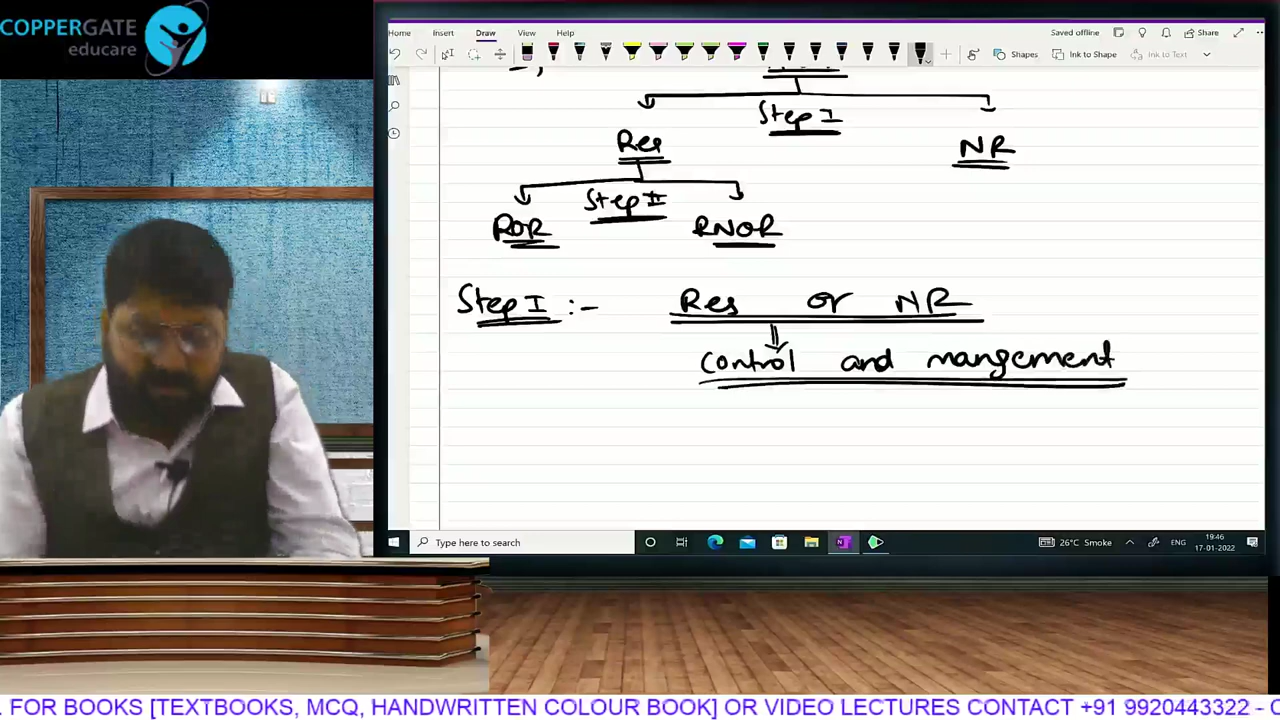 COPPERGATE
educare
Home Insert Draw View Help
Saved offline
Share
Shapes
Ink to Shape
Ink to Text
Step I
Res NR
Step II
ROR RNOR
Step I :- Res or NR
control and mangement
Type here to search
26°C Smoke
ENG
19:46
17-01-2022
. FOR BOOKS [TEXTBOOKS, MCQ, HANDWRITTEN COLOUR BOOK] OR VIDEO LECTURES CONTACT +91 9920443322 - C